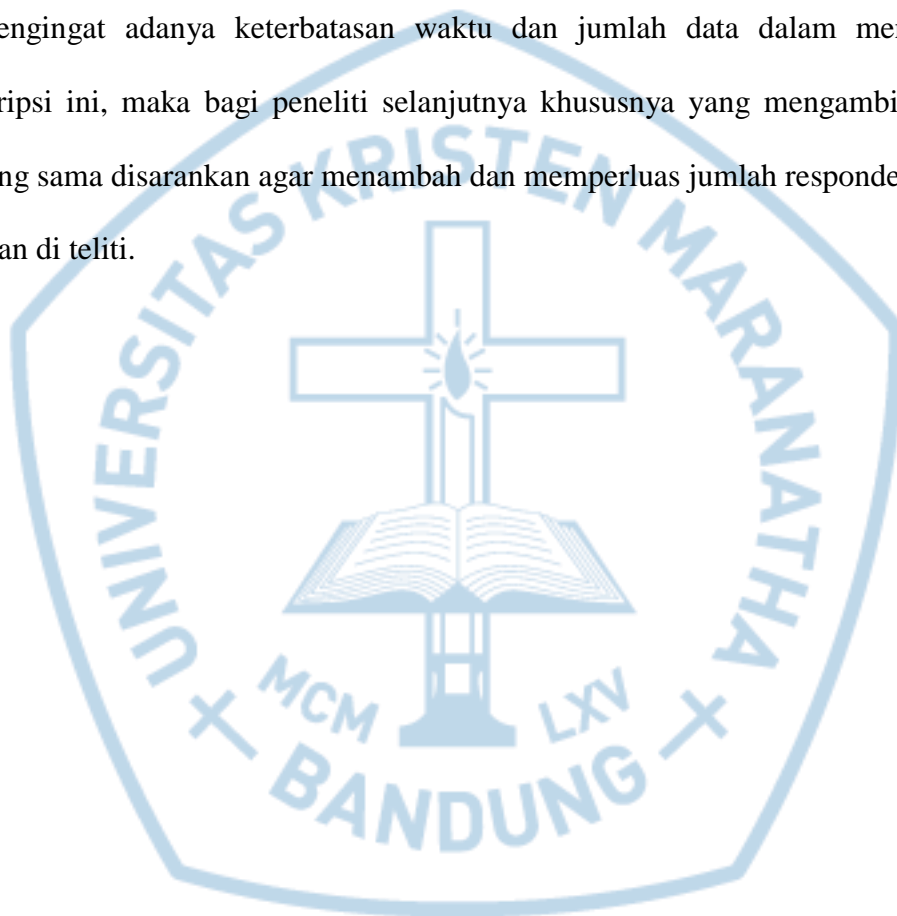 engingat adanya keterbatasan waktu dan jumlah data dalam me
ripsi ini, maka bagi peneliti selanjutnya khususnya yang mengambi
ng sama disarankan agar menambah dan memperluas jumlah responde
an di teliti.
UNIVERSITAS KRISTEN MARANATHA
MCM LXV
BANDUNG